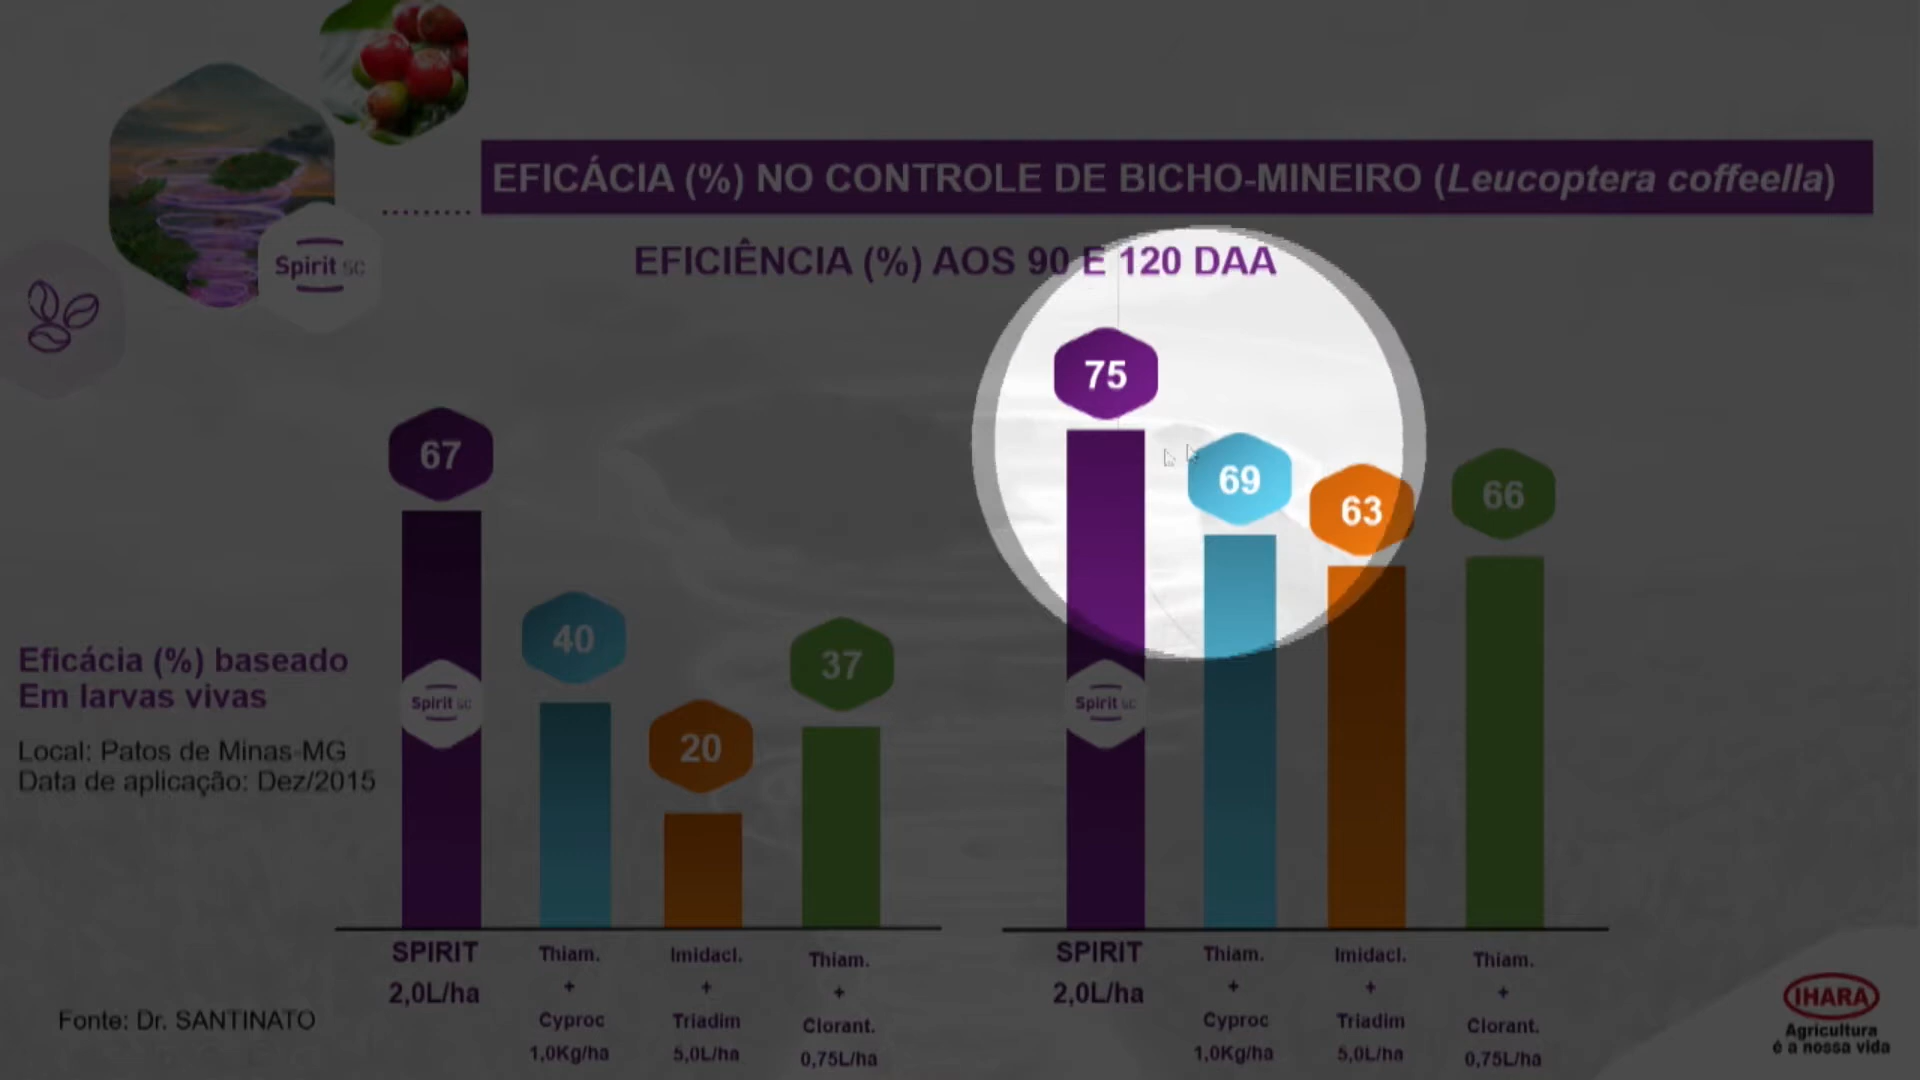 EFICÁCIA (%) NO CONTROLE DE BICHO-MINEIRO (Leucoptera coffeella)
EFICIÊNCIA (%) AOS 90 E 120 DAA
Spirit SC
67
40
20
37
75
69
63
66
Spirit SC
Spirit SC
Eficácia (%) baseado
Em larvas vivas
Local: Patos de Minas-MG
Data de aplicação: Dez/2015
SPIRIT
2,0L/ha
Thiam.
+
Cyproc
1,0Kg/ha
Imidacl.
+
Triadim
5,0L/ha
Thiam.
+
Clorant.
0,75L/ha
SPIRIT
2,0L/ha
Thiam.
+
Cyproc
1,0Kg/ha
Imidacl.
+
Triadim
5,0L/ha
Thiam.
+
Clorant.
0,75L/ha
Fonte: Dr. SANTINATO
IHARA
Agricultura
é a nossa vida